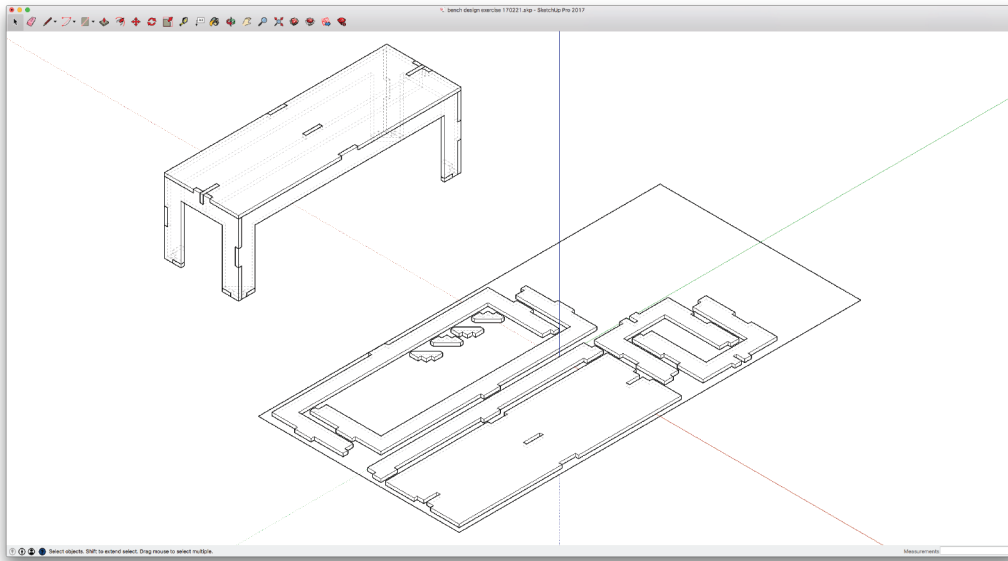 bench design exercise 170221.skp - SketchUp Pro 2017
Select objects. Shift to extend select. Drag mouse to select multiple.
Measurements